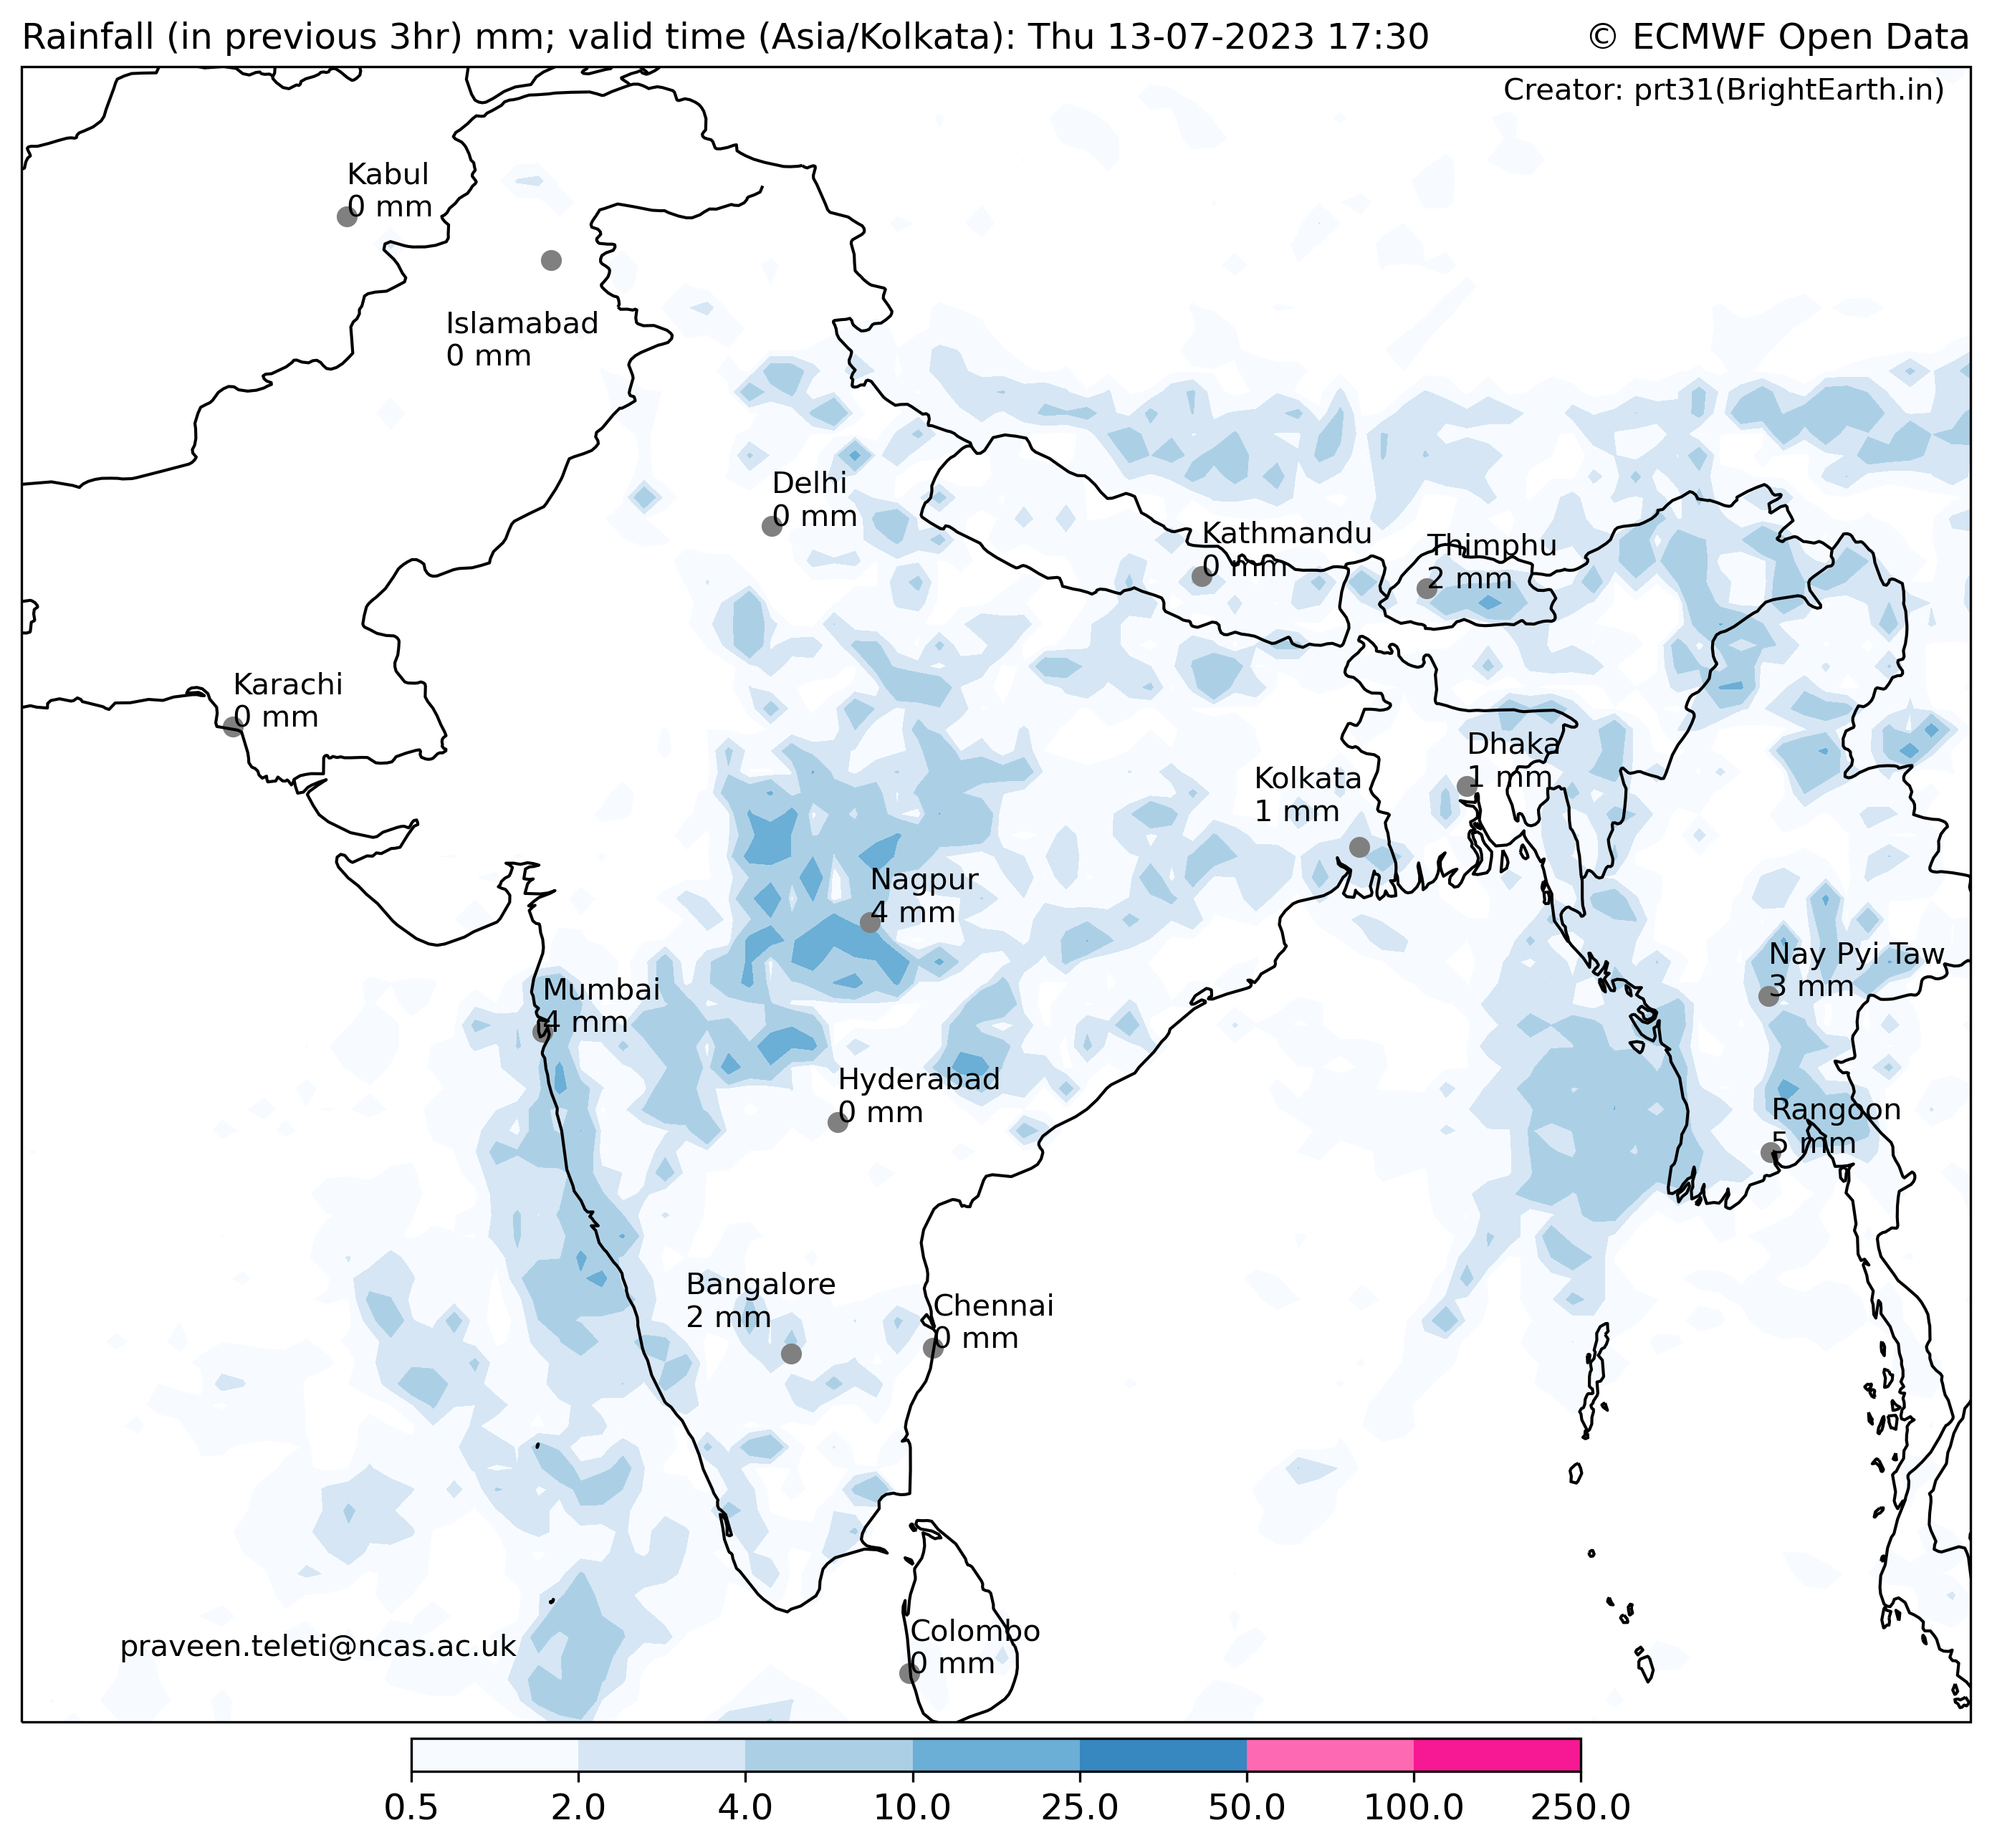 Rainfall (in previous 3hr) mm; valid time (Asia/Kolkata): Thu 13-07-2023 17:30
© ECMWF Open Data
Creator: prt31(BrightEarth.in)
Kabul
0 mm
Islamabad
0 mm
Delhi
0 mm
Kathmandu
0 mm
Thimphu
2 mm
Karachi
0 mm
Dhaka
1 mm
Kolkata
1 mm
Nagpur
4 mm
Nay Pyi Taw
3 mm
Mumbai
4 mm
Hyderabad
0 mm
Rangoon
5 mm
Bangalore
2 mm
Chennai
0 mm
Colombo
0 mm
praveen.teleti@ncas.ac.uk
0.5 2.0 4.0 10.0 25.0 50.0 100.0 250.0